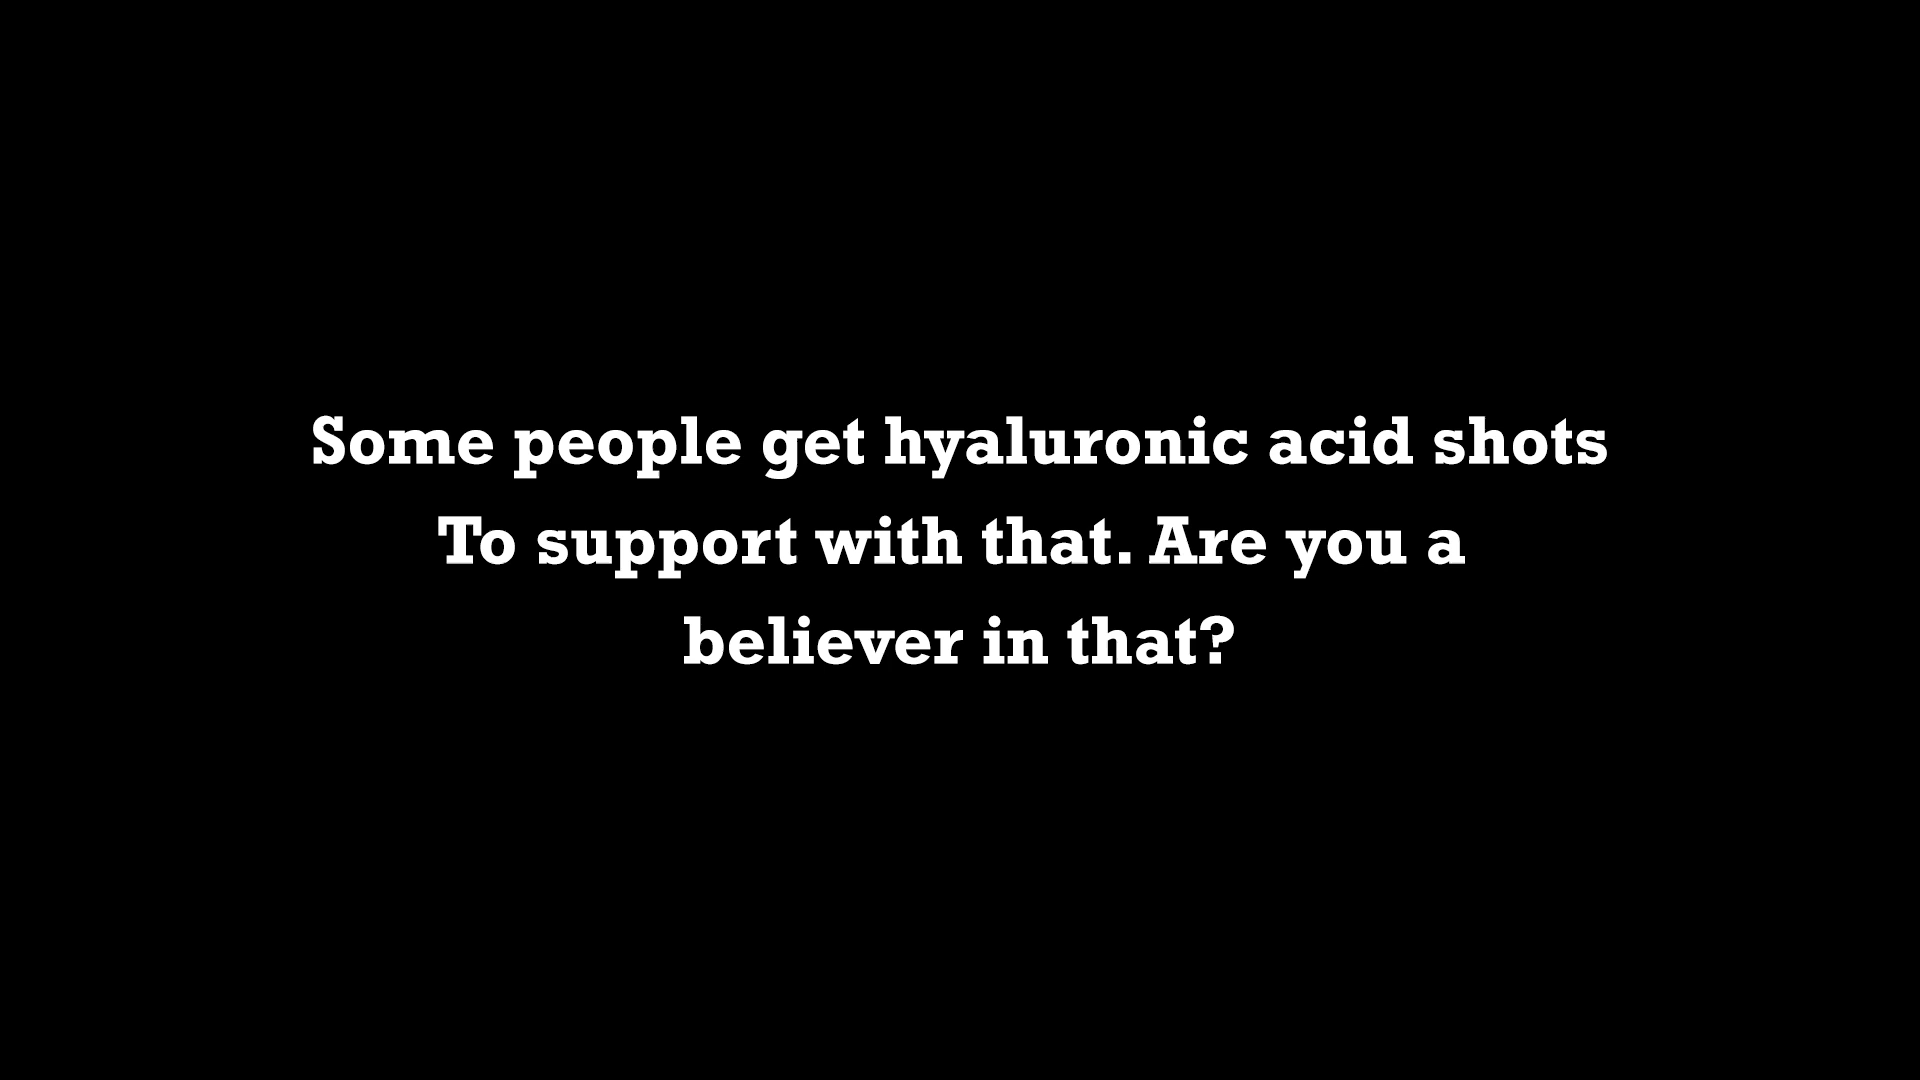 Some people get hyaluronic acid shots
To support with that. Are you a
believer in that?